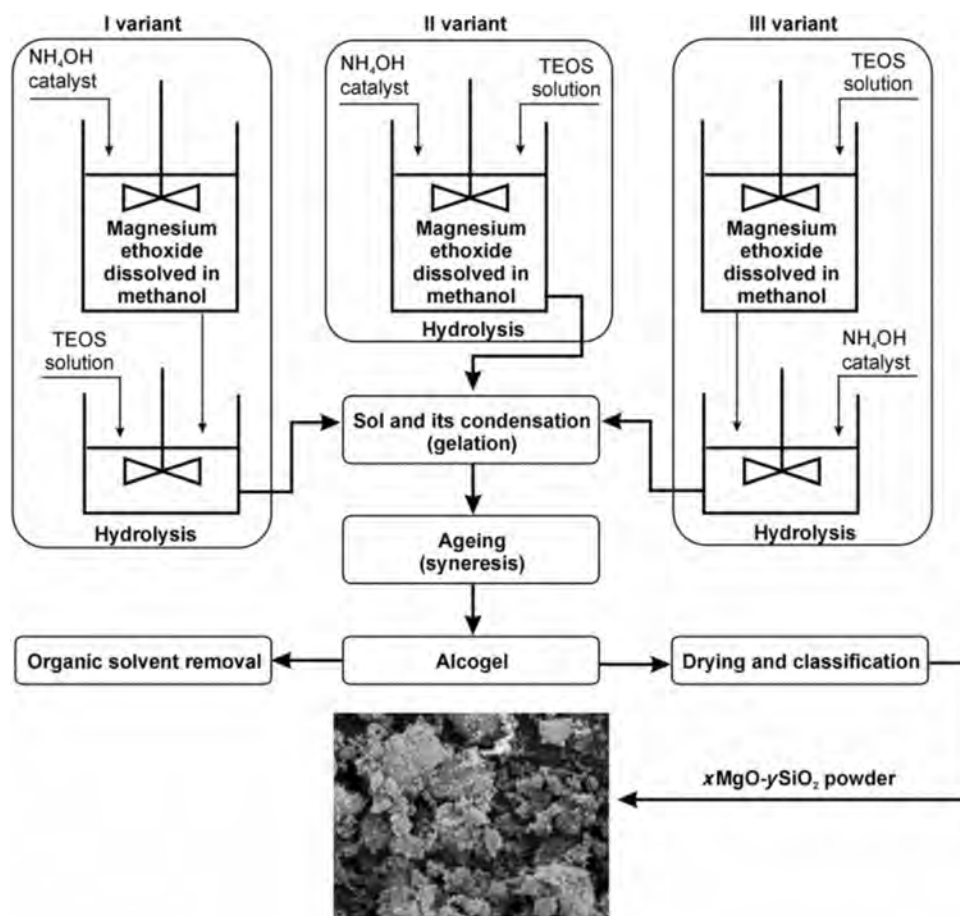 I variant
NH₄OH
catalyst
Magnesium
ethoxide
dissolved in
methanol
TEOS
solution
Hydrolysis
II variant
NH₄OH
catalyst
TEOS
solution
Magnesium
ethoxide
dissolved in
methanol
Hydrolysis
III variant
TEOS
solution
Magnesium
ethoxide
dissolved in
methanol
NH₄OH
catalyst
Hydrolysis
Sol and its condensation
(gelation)
Ageing
(syneresis)
Organic solvent removal
Alcogel
Drying and classification
xMgO-ySiO₂ powder